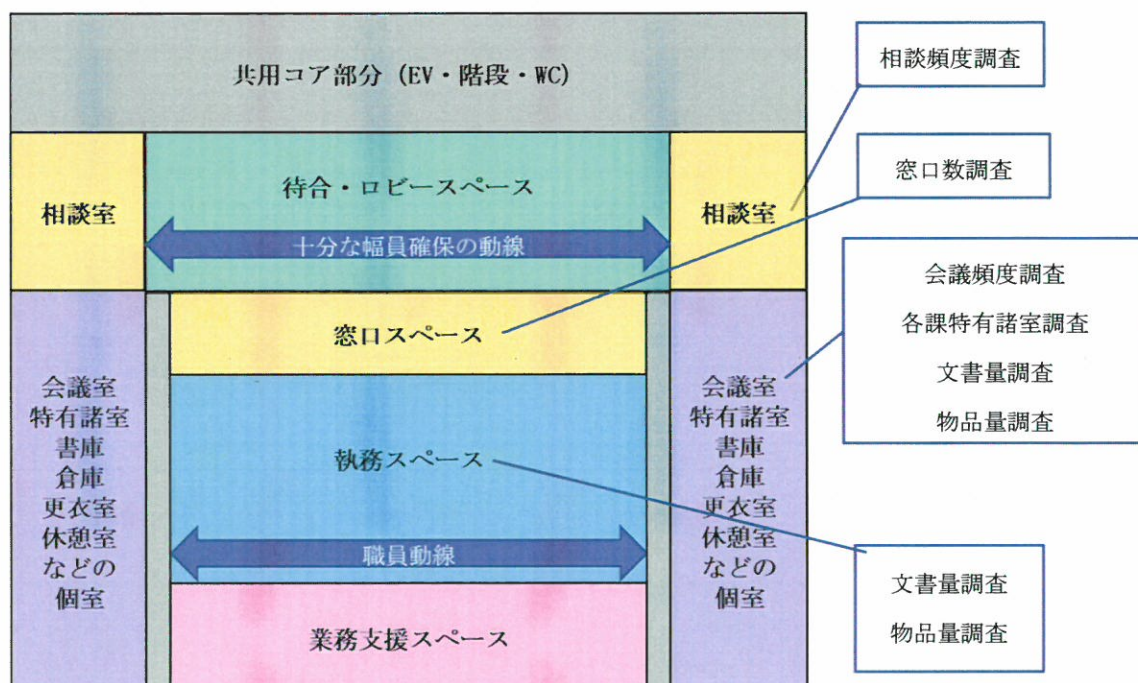 共用コア部分（EV・階段・WC）
相談室
待合・ロビースペース
十分な幅員確保の動線
相談室
窓口スペース
会議室
特有諸室
書庫
倉庫
更衣室
休憩室
などの
個室
執務スペース
職員動線
業務支援スペース
会議室
特有諸室
書庫
倉庫
更衣室
休憩室
などの
個室
相談頻度調査
窓口数調査
会議頻度調査
各課特有諸室調査
文書量調査
物品量調査
文書量調査
物品量調査